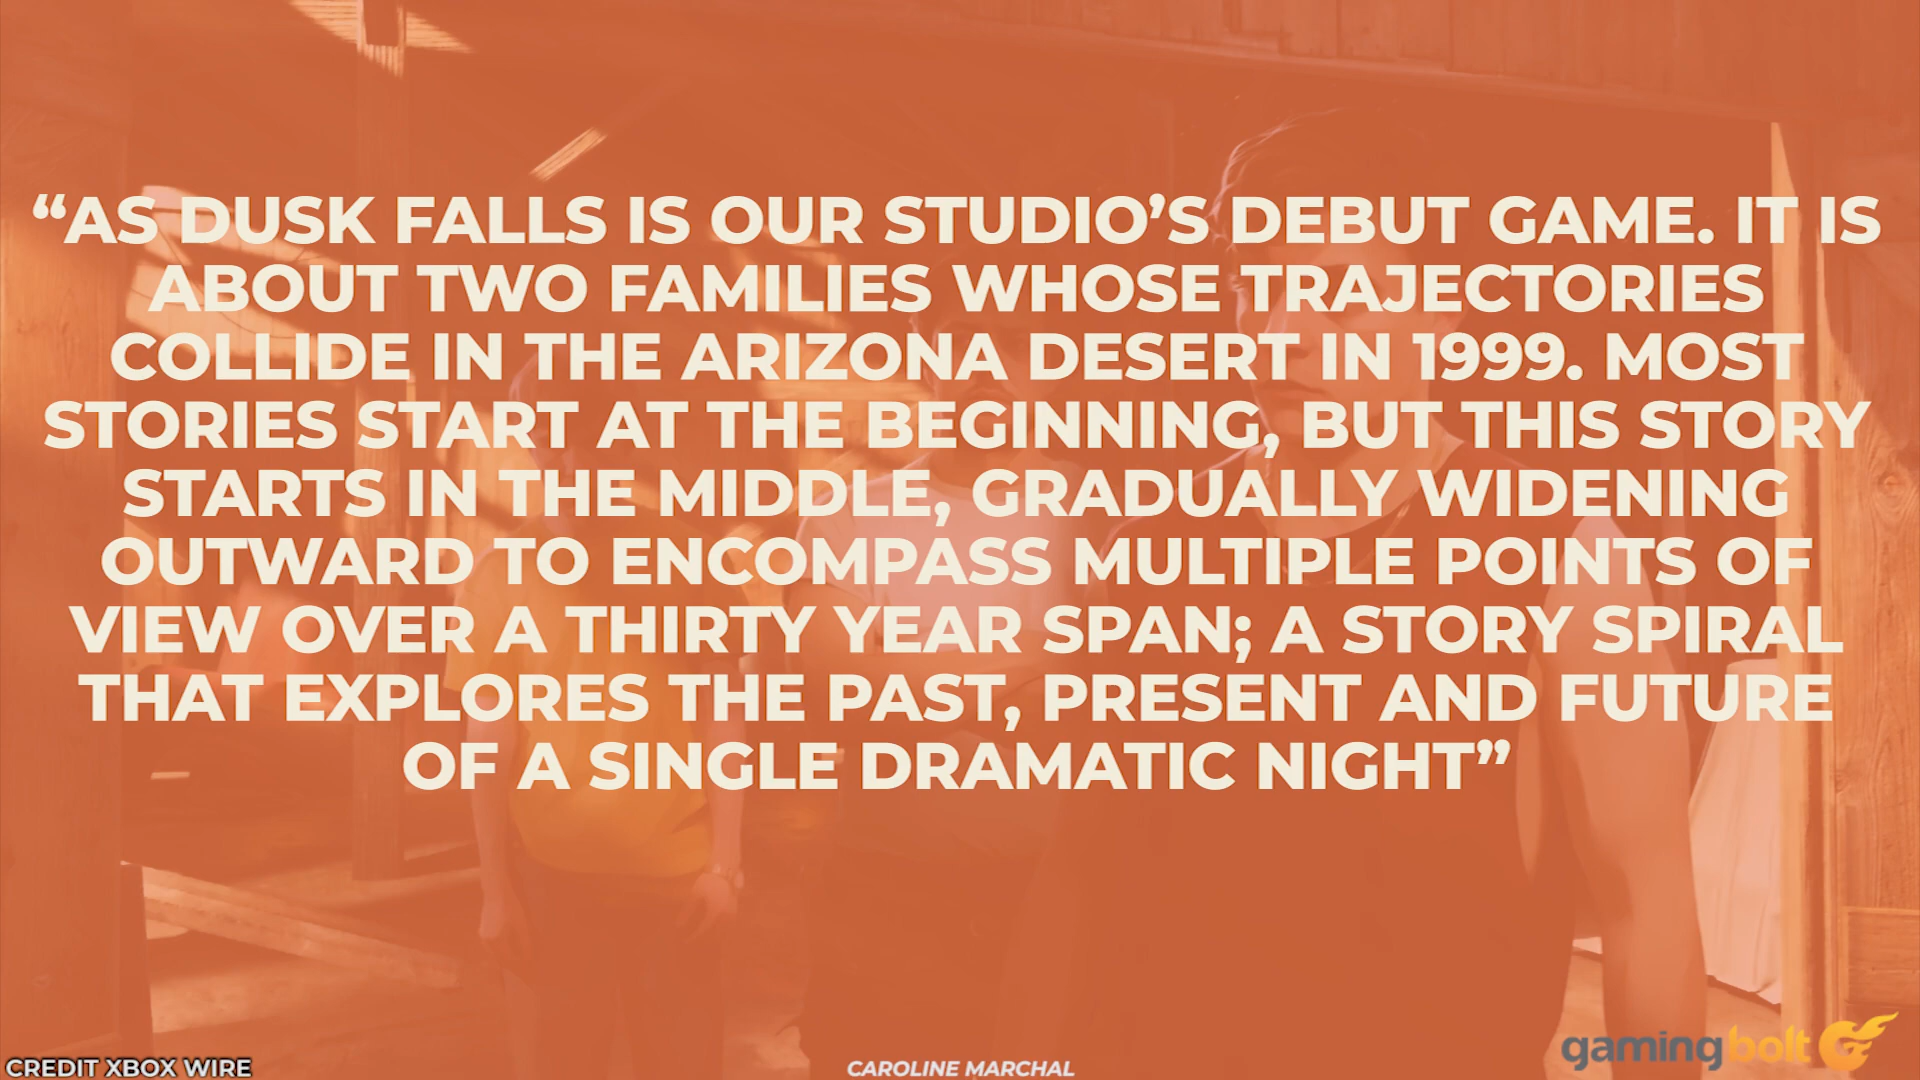 “AS DUSK FALLS IS OUR STUDIO’S DEBUT GAME. IT IS
ABOUT TWO FAMILIES WHOSE TRAJECTORIES
COLLIDE IN THE ARIZONA DESERT IN 1999. MOST
STORIES START AT THE BEGINNING, BUT THIS STORY
STARTS IN THE MIDDLE, GRADUALLY WIDENING
OUTWARD TO ENCOMPASS MULTIPLE POINTS OF
VIEW OVER A THIRTY YEAR SPAN; A STORY SPIRAL
THAT EXPLORES THE PAST, PRESENT AND FUTURE
OF A SINGLE DRAMATIC NIGHT”
CREDIT XBOX WIRE
CAROLINE MARCHAL
gamingbolt